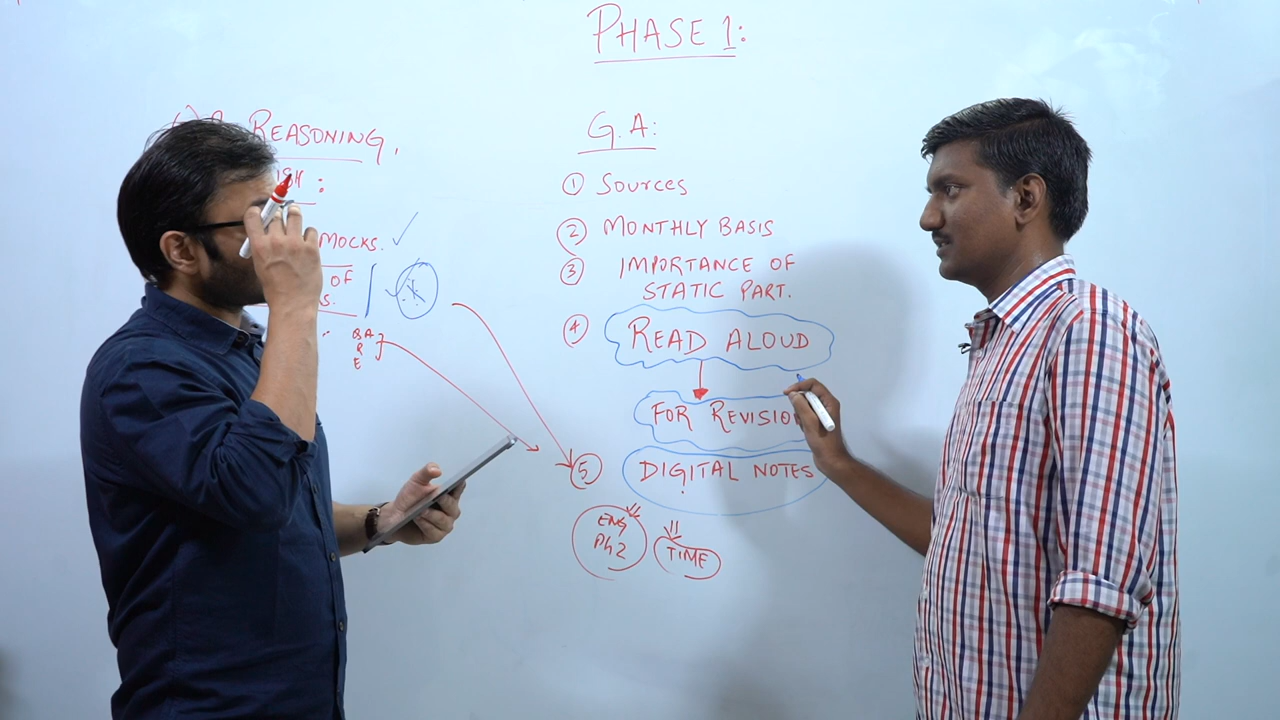 PHASE 1:
REASONING,
:
MOCKS. ✓
OF
S.
QA
R
E
G.A:
① Sources
② MONTHLY BASIS
③ IMPORTANCE OF
STATIC PART.
④ READ ALOUD
FOR REVISION
⑤ DIGITAL NOTES
ENG
Ph2
TIME